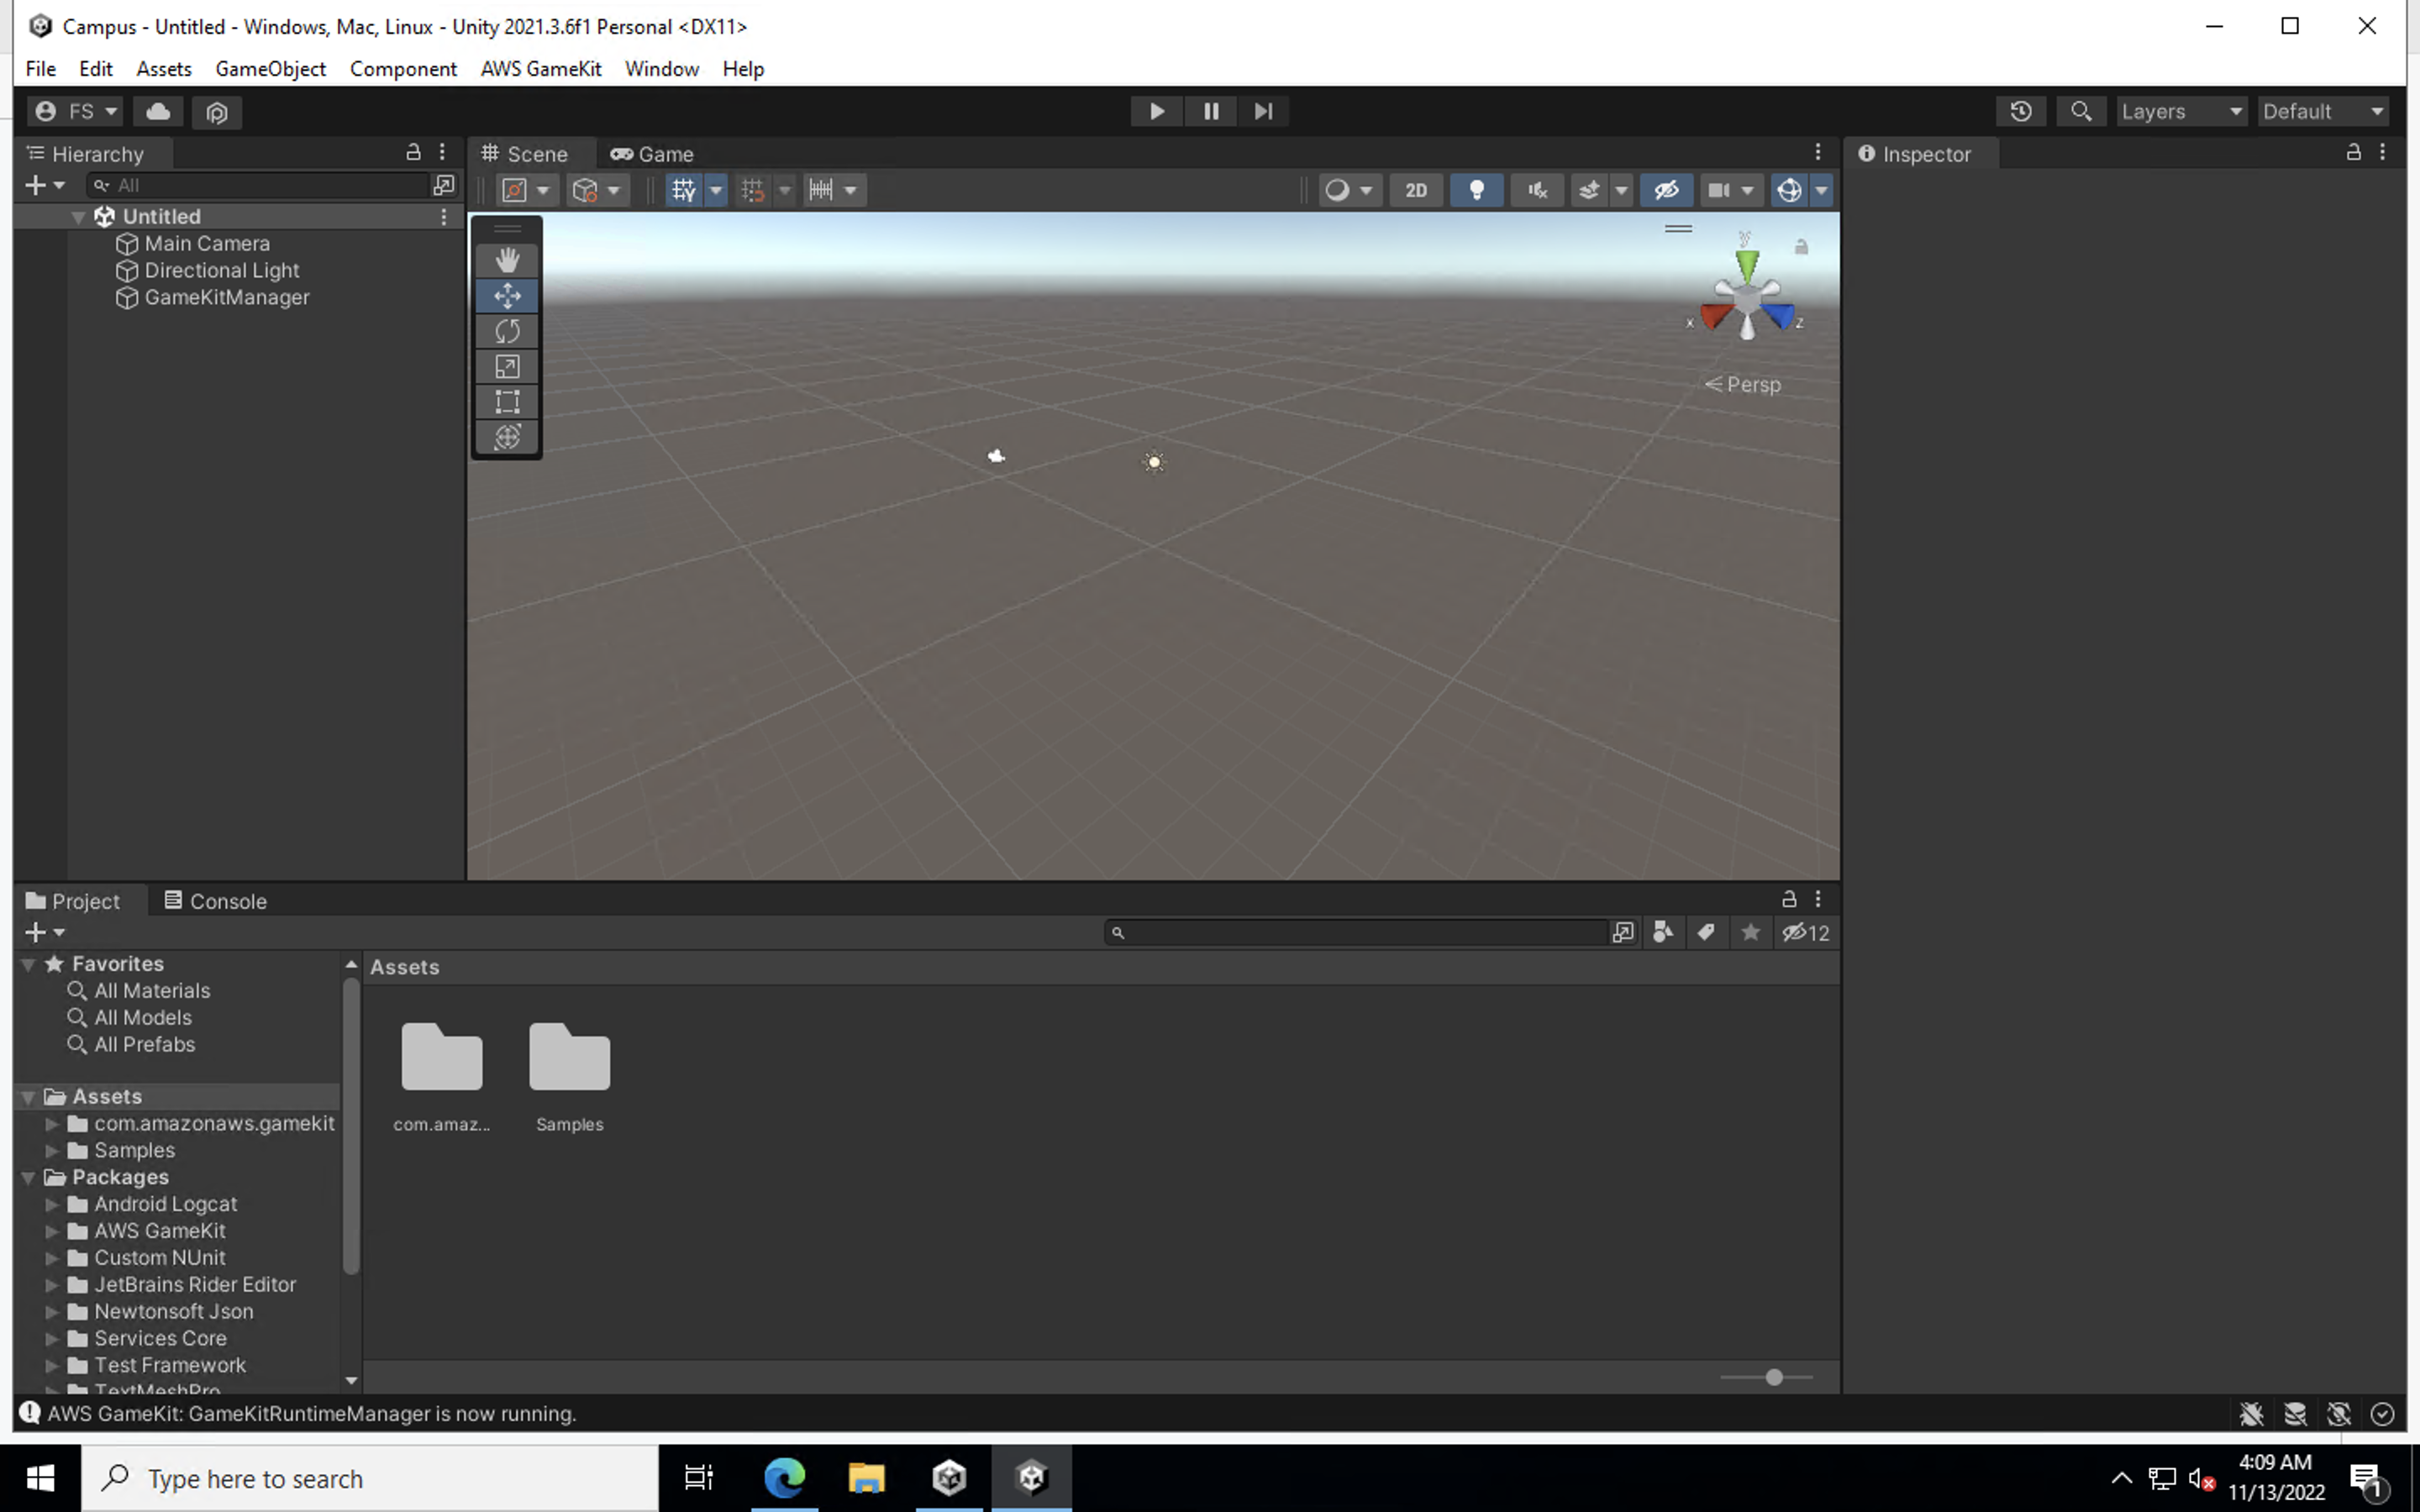 Campus - Untitled - Windows, Mac, Linux - Unity 2021.3.6f1 Personal <DX11>
File Edit Assets GameObject Component AWS GameKit Window Help
FS Layers Default
Hierarchy
All
Untitled
Main Camera
Directional Light
GameKitManager
Scene Game
2D
y
x z
Persp
Inspector
Project Console
12
Favorites
All Materials
All Models
All Prefabs
Assets
com.amazonaws.gamekit
Samples
Packages
Android Logcat
AWS GameKit
Custom NUnit
JetBrains Rider Editor
Newtonsoft Json
Services Core
Test Framework
TextMeshPro
Assets
com.amaz...
Samples
AWS GameKit: GameKitRuntimeManager is now running.
Type here to search
4:09 AM
11/13/2022
1